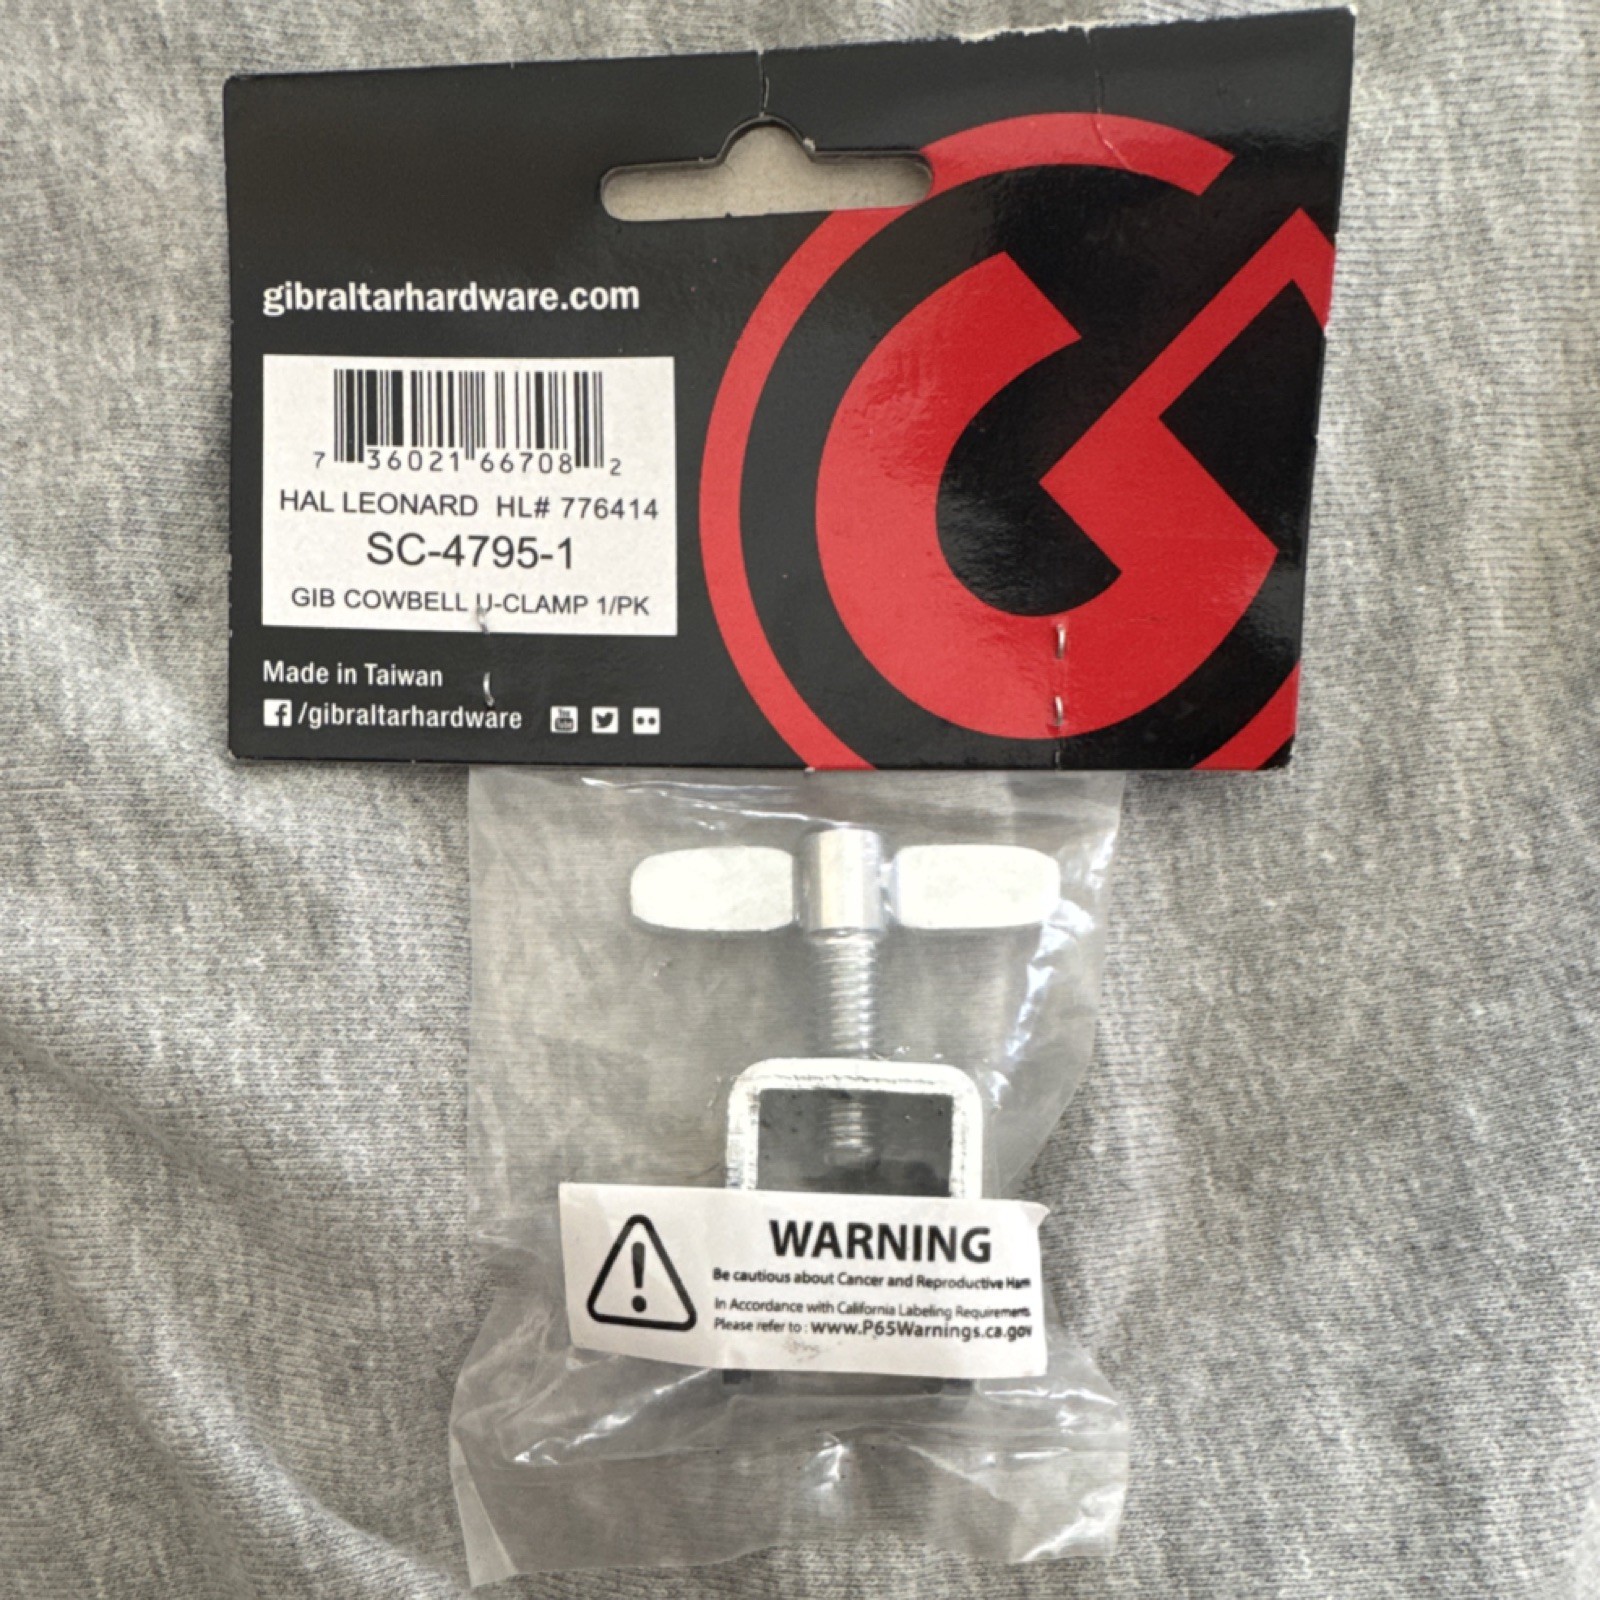 gibraltarhardware.com
7 36021 66708 2
HAL LEONARD HL# 776414
SC-4795-1
GIB COWBELL U-CLAMP 1/PK
Made in Taiwan
f /gibraltarhardware You Tube
WARNING
Be cautious about Cancer and Reproductive Harm
In Accordance with California Labeling Requirements
Please refer to : www.P65Warnings.ca.gov